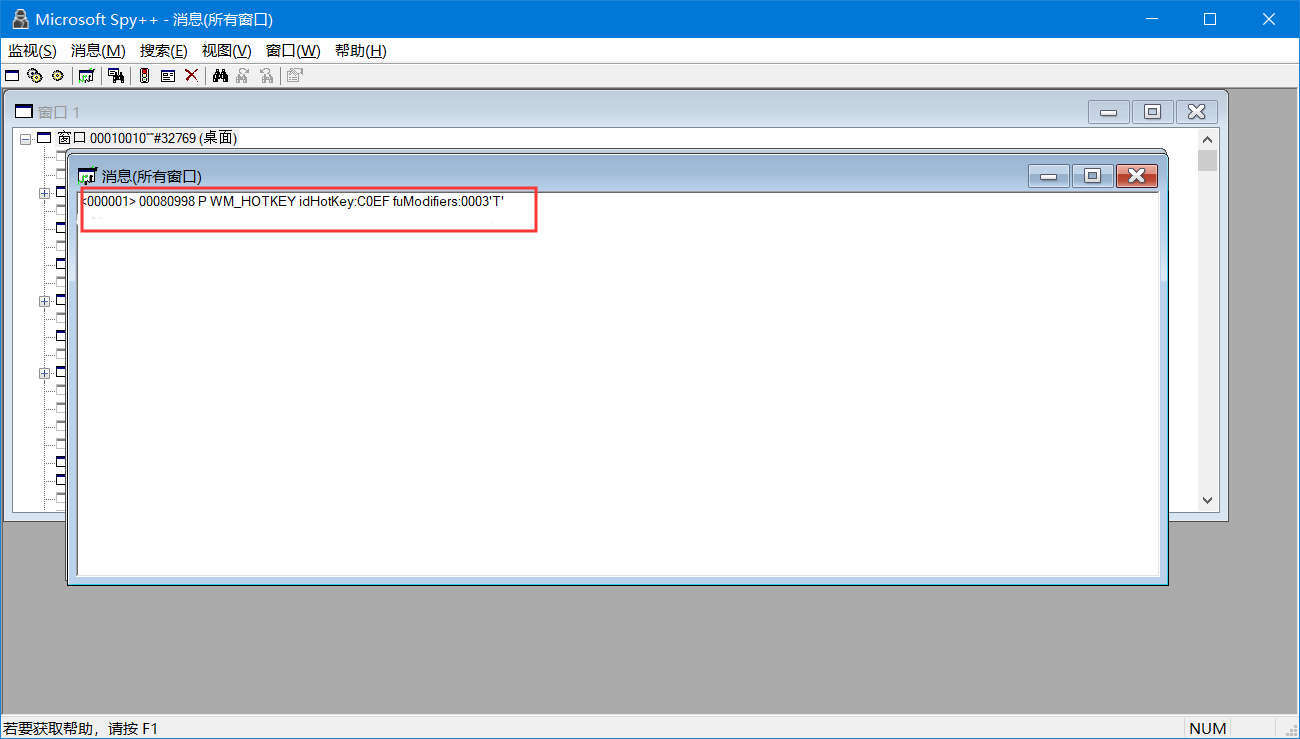 Microsoft Spy++ - 消息(所有窗口)
监视(S) 消息(M) 搜索(E) 视图(V) 窗口(W) 帮助(H)
窗口 1
窗口 00010010""#32769 (桌面)
消息(所有窗口)
<000001> 00080998 P WM_HOTKEY idHotKey:C0EF fuModifiers:0003'T'
若要获取帮助，请按 F1
NUM